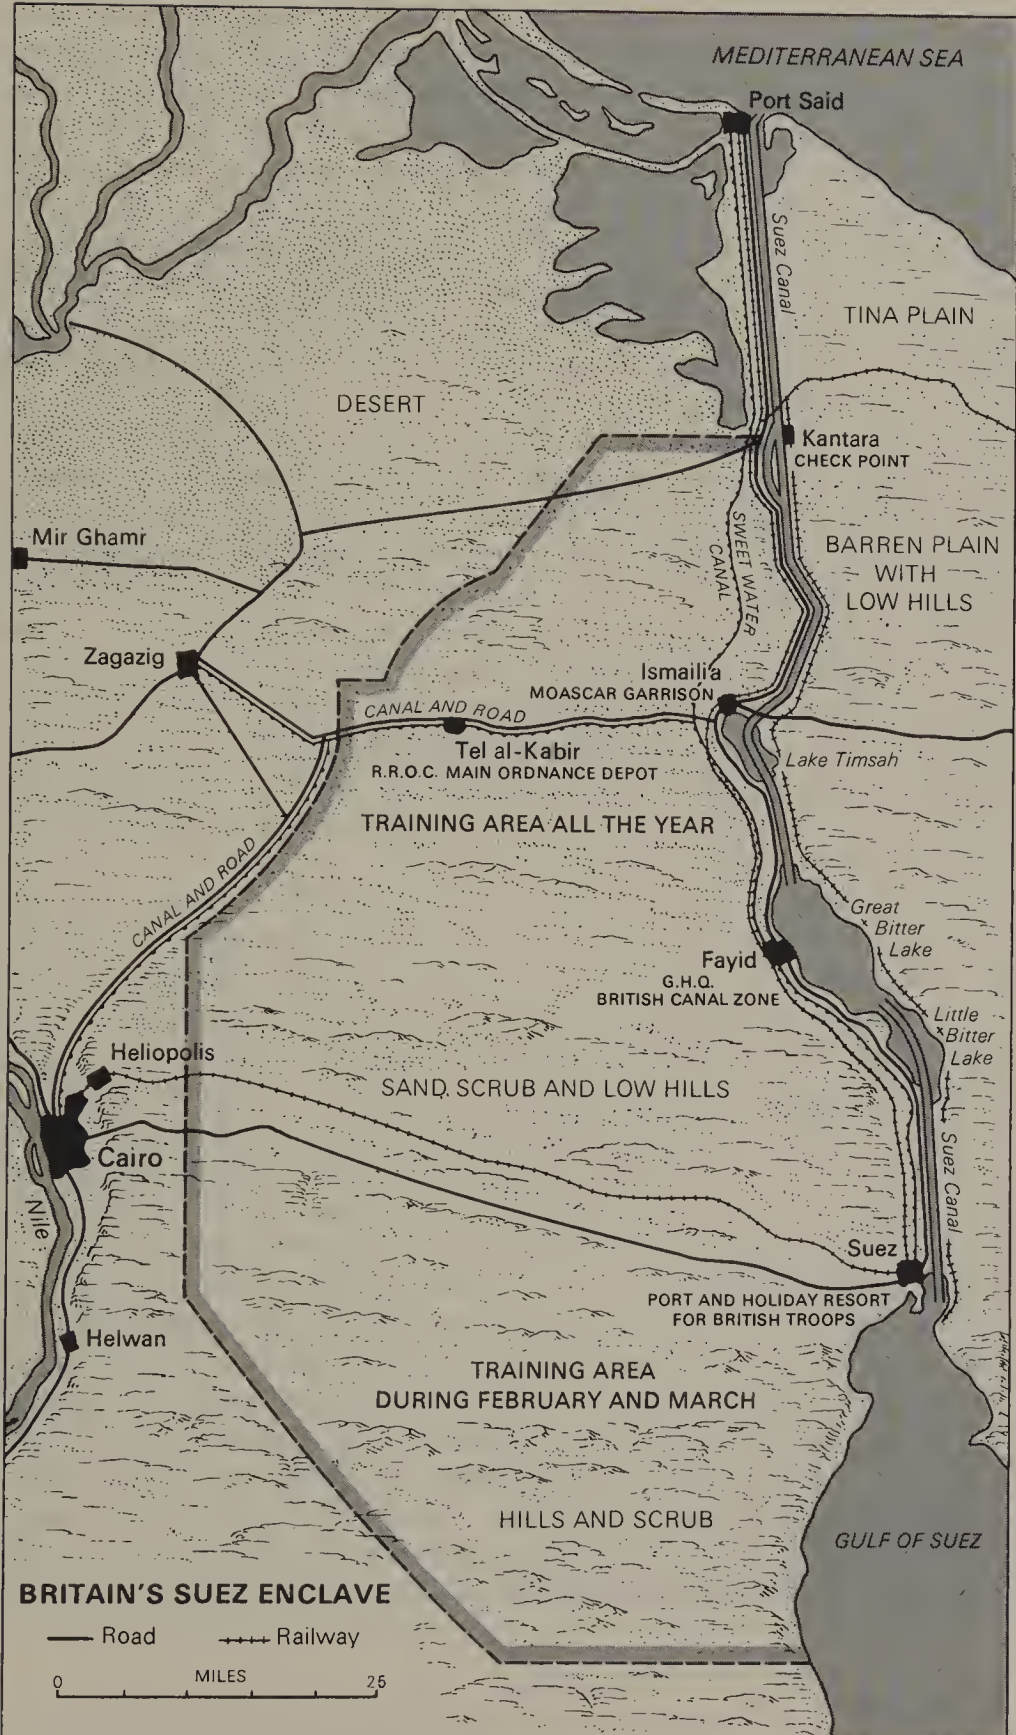 MEDITERRANEAN SEA
Port Said
Suez Canal
TINA PLAIN
DESERT
Kantara
CHECK POINT
Mir Ghamr
SWEET WATER
CANAL
BARREN PLAIN
WITH
LOW HILLS
Zagazig
Ismailia
MOASCAR GARRISON
CANAL AND ROAD
Tel al-Kabir
R.R.O.C. MAIN ORDNANCE DEPOT
Lake Timsah
TRAINING AREA ALL THE YEAR
CANAL AND ROAD
Great
Bitter
Lake
Fayid
G.H.Q.
BRITISH CANAL ZONE
Little
Bitter
Lake
Heliopolis
SAND, SCRUB AND LOW HILLS
Cairo
Suez Canal
Nile
Suez
PORT AND HOLIDAY RESORT
FOR BRITISH TROOPS
Helwan
TRAINING AREA
DURING FEBRUARY AND MARCH
HILLS AND SCRUB
GULF OF SUEZ
BRITAIN'S SUEZ ENCLAVE
Road
Railway
MILES
0 25